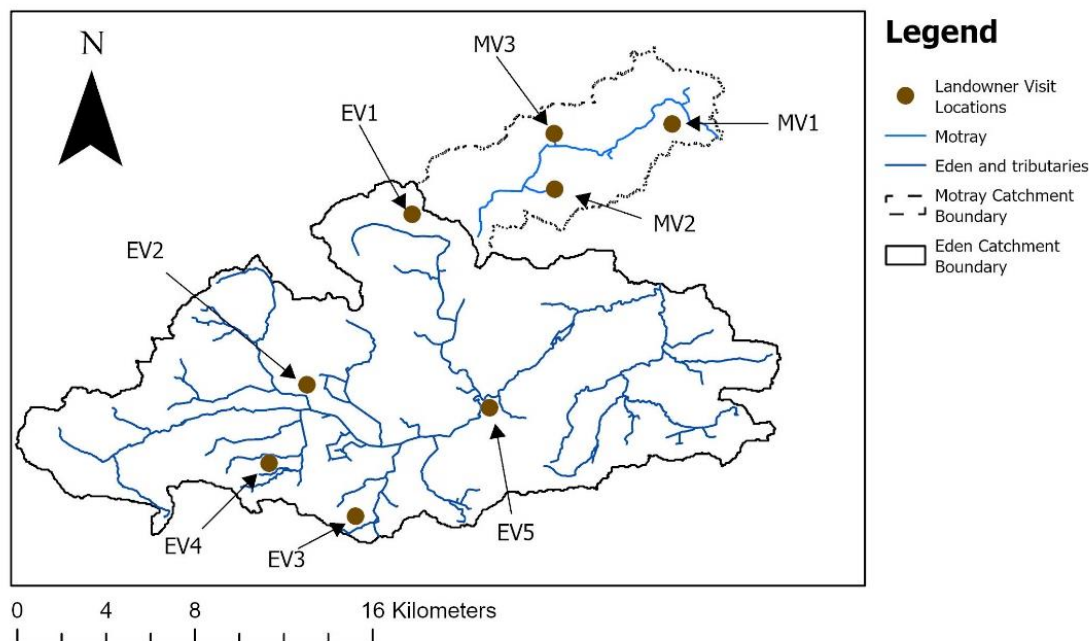 N
MV3
EV1
MV1
MV2
EV2
EV4
EV3
EV5
0 4 8 16 Kilometers
Legend
Landowner Visit
Locations
Motray
Eden and tributaries
Motray Catchment
Boundary
Eden Catchment
Boundary